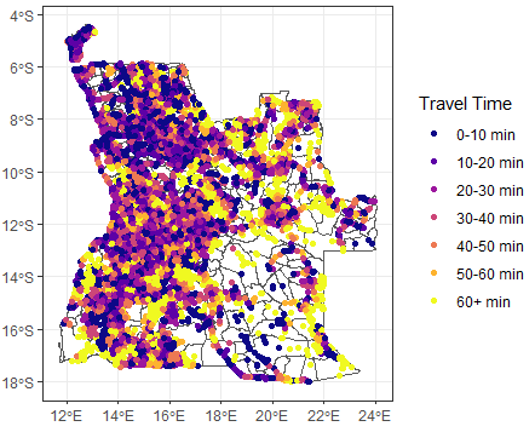 4°S
6°S
8°S
10°S
12°S
14°S
16°S
18°S
12°E 14°E 16°E 18°E 20°E 22°E 24°E
Travel Time
0-10 min
10-20 min
20-30 min
30-40 min
40-50 min
50-60 min
60+ min